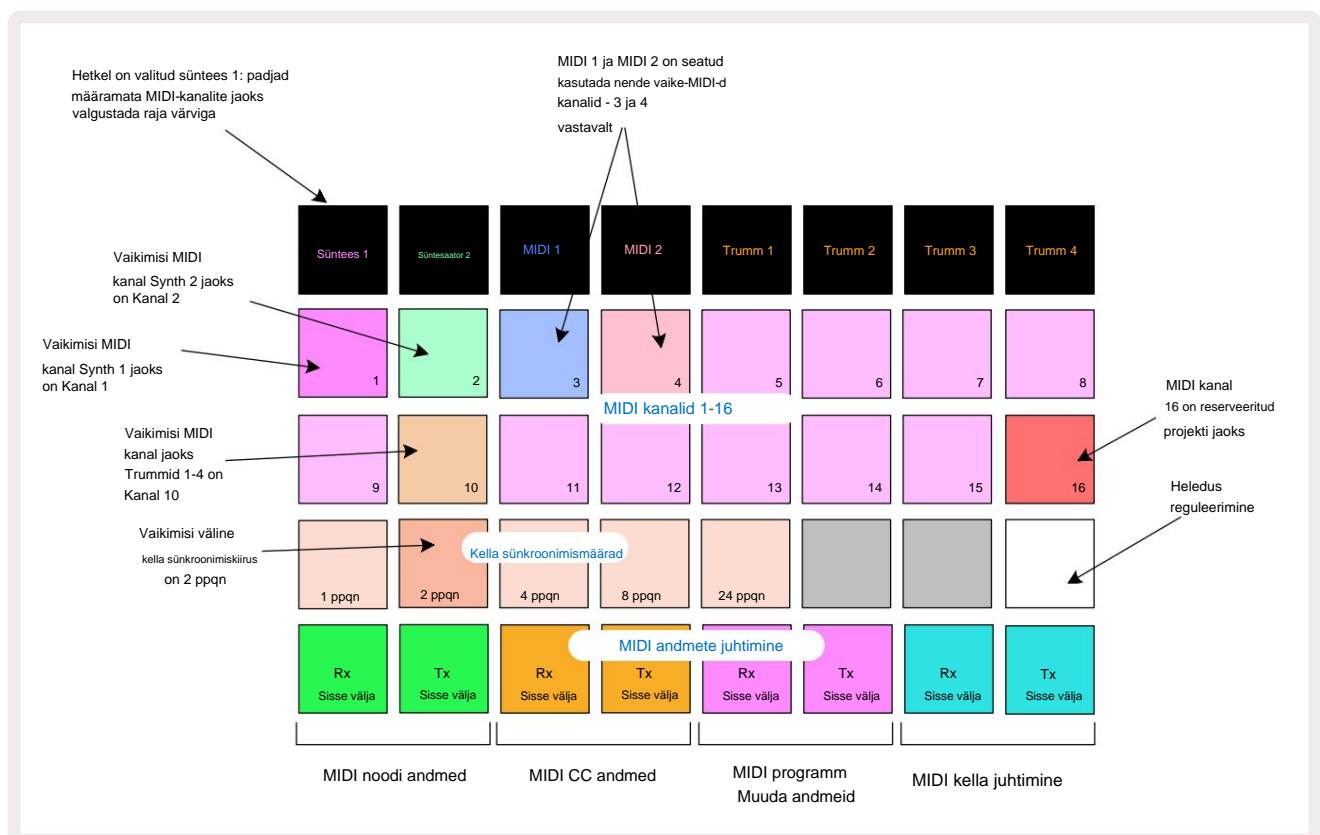 Hetkel on valitud süntees 1: padjad
määramata MIDI-kanalite jaoks
valgustada raja värviga
MIDI 1 ja MIDI 2 on seatud
kasutada nende vaike-MIDI-d
kanalid - 3 ja 4
vastavalt
Vaikimisi MIDI
kanal Synth 2 jaoks
on Kanal 2
Vaikimisi MIDI
kanal Synth 1 jaoks
on Kanal 1
Vaikimisi MIDI
kanal jaoks
Trummid 1-4 on
Kanal 10
Vaikimisi väline
kella sünkroonimiskiirus
on 2 ppqn
Süntees 1
Süntesaator 2
MIDI 1
MIDI 2
Trumm 1
Trumm 2
Trumm 3
Trumm 4
1
2
3
4
5
6
7
8
MIDI kanalid 1-16
9
10
11
12
13
14
15
16
MIDI kanal
16 on reserveeritud
projekti jaoks
Heledus
reguleerimine
Kella sünkroonimismäärad
1 ppqn
2 ppqn
4 ppqn
8 ppqn
24 ppqn
MIDI andmete juhtimine
Rx
Sisse välja
Tx
Sisse välja
Rx
Sisse välja
Tx
Sisse välja
Rx
Sisse välja
Tx
Sisse välja
Rx
Sisse välja
Tx
Sisse välja
MIDI noodi andmed
MIDI CC andmed
MIDI programm
Muuda andmeid
MIDI kella juhtimine